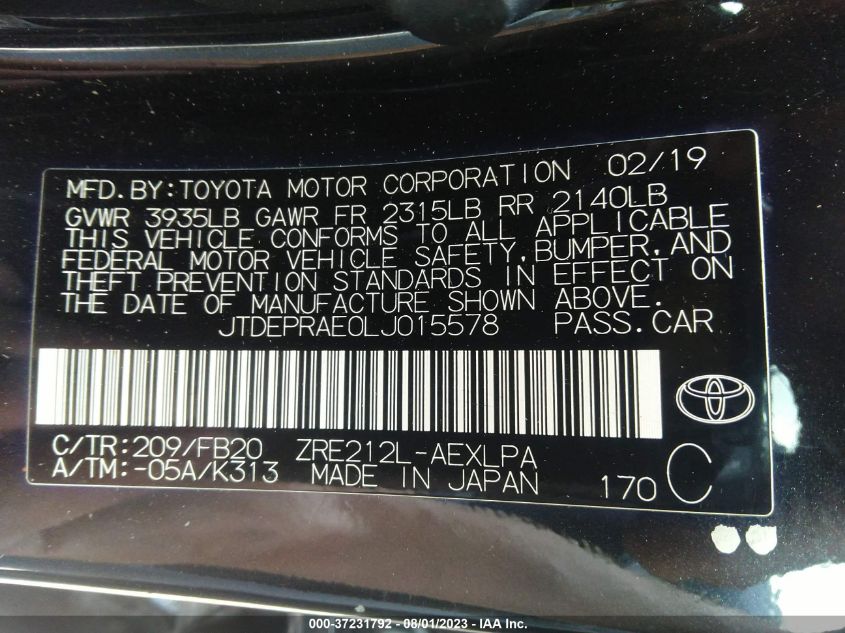 MFD.BY:TOYOTA MOTOR CORPORATION 02/19
GVWR 3935LB GAWR FR 2315LB RR 2140LB
THIS VEHICLE CONFORMS TO ALL APPLICABLE
FEDERAL MOTOR VEHICLE SAFETY,BUMPER,AND
THEFT PREVENTION STANDARDS IN EFFECT ON
THE DATE OF MANUFACTURE SHOWN ABOVE.
JTDEPRAE0LJ015578 PASS.CAR
C/TR:209/FB20 ZRE212L-AEXLPA
A/TM:-05A/K313 MADE IN JAPAN 170 C
000-37231792 - 08/01/2023 - IAA Inc.